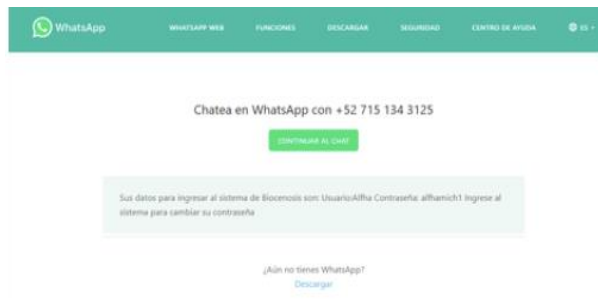 WhatsApp
WHATSAPP WEB
FUNCIONES
DESCARGAR
SEGURIDAD
CENTRO DE AYUDA
ES
Chatea en WhatsApp con +52 715 134 3125
CONTINUAR AL CHAT
Sus datos para ingresar al sistema de Biocenosis son: Usuario:Alfha Contraseña: alfhamich1 Ingrese al
sistema para cambiar su contraseña
¿Aún no tienes WhatsApp?
Descargar